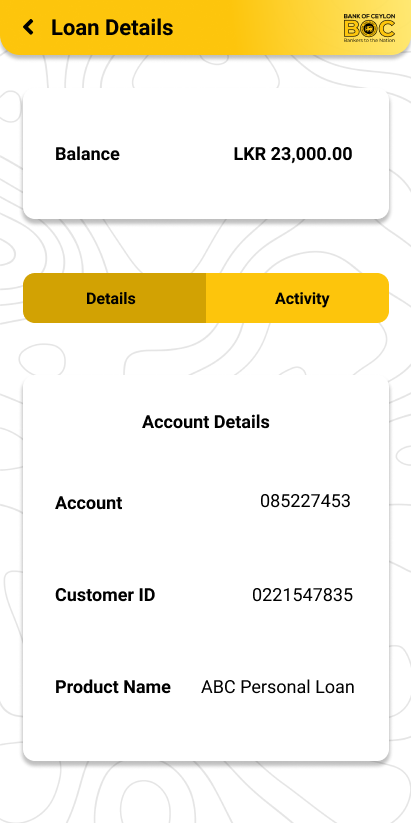 Loan Details
BANK OF CEYLON
BOC
Bankers to the Nation
Balance LKR 23,000.00
Details Activity
Account Details
Account 085227453
Customer ID 0221547835
Product Name ABC Personal Loan